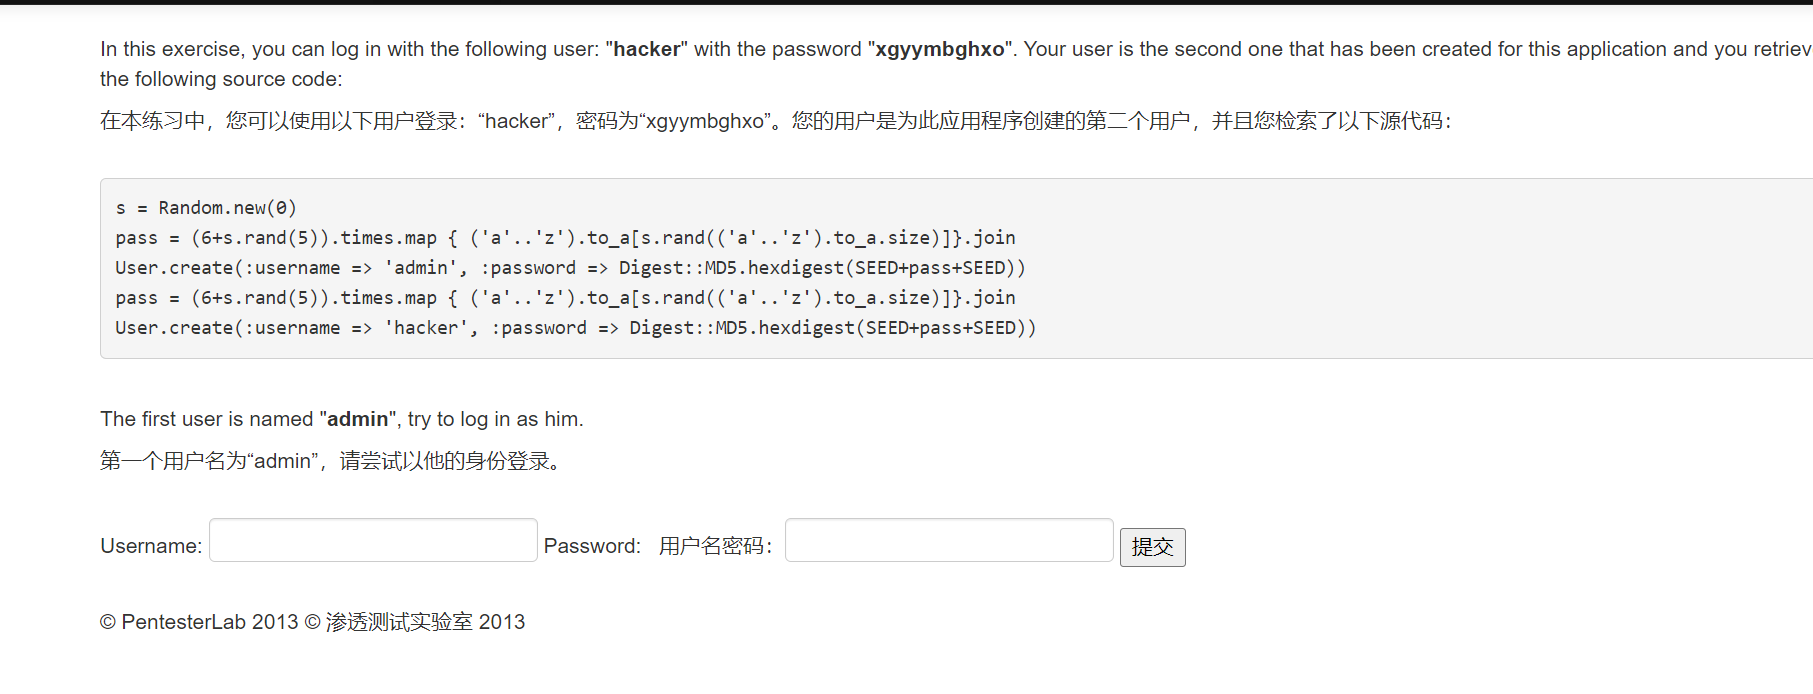 In this exercise, you can log in with the following user: "hacker" with the password "xgyymbghxo". Your user is the second one that has been created for this application and you retriev
the following source code:
在本练习中，您可以使用以下用户登录：“hacker”，密码为“xgyymbghxo”。您的用户是为此应用程序创建的第二个用户，并且您检索了以下源代码：
s = Random.new(0)
pass = (6+s.rand(5)).times.map { ('a'..'z').to_a[s.rand(('a'..'z').to_a.size)]}.join
User.create(:username => 'admin', :password => Digest::MD5.hexdigest(SEED+pass+SEED))
pass = (6+s.rand(5)).times.map { ('a'..'z').to_a[s.rand(('a'..'z').to_a.size)]}.join
User.create(:username => 'hacker', :password => Digest::MD5.hexdigest(SEED+pass+SEED))
The first user is named "admin", try to log in as him.
第一个用户名为“admin”，请尝试以他的身份登录。
Username: Password: 用户名密码： 提交
© PentesterLab 2013 © 渗透测试实验室 2013